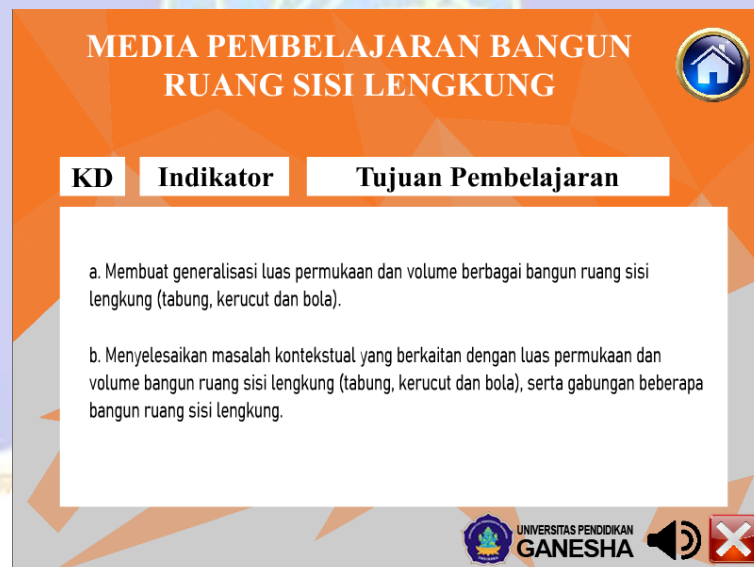 MEDIA PEMBELAJARAN BANGUN
RUANG SISI LENGKUNG
KD Indikator Tujuan Pembelajaran
a. Membuat generalisasi luas permukaan dan volume berbagai bangun ruang sisi
lengkung (tabung, kerucut dan bola).
b. Menyelesaikan masalah kontekstual yang berkaitan dengan luas permukaan dan
volume bangun ruang sisi lengkung (tabung, kerucut dan bola), serta gabungan beberapa
bangun ruang sisi lengkung.
UNIVERSITAS PENDIDIKAN
GANESHA